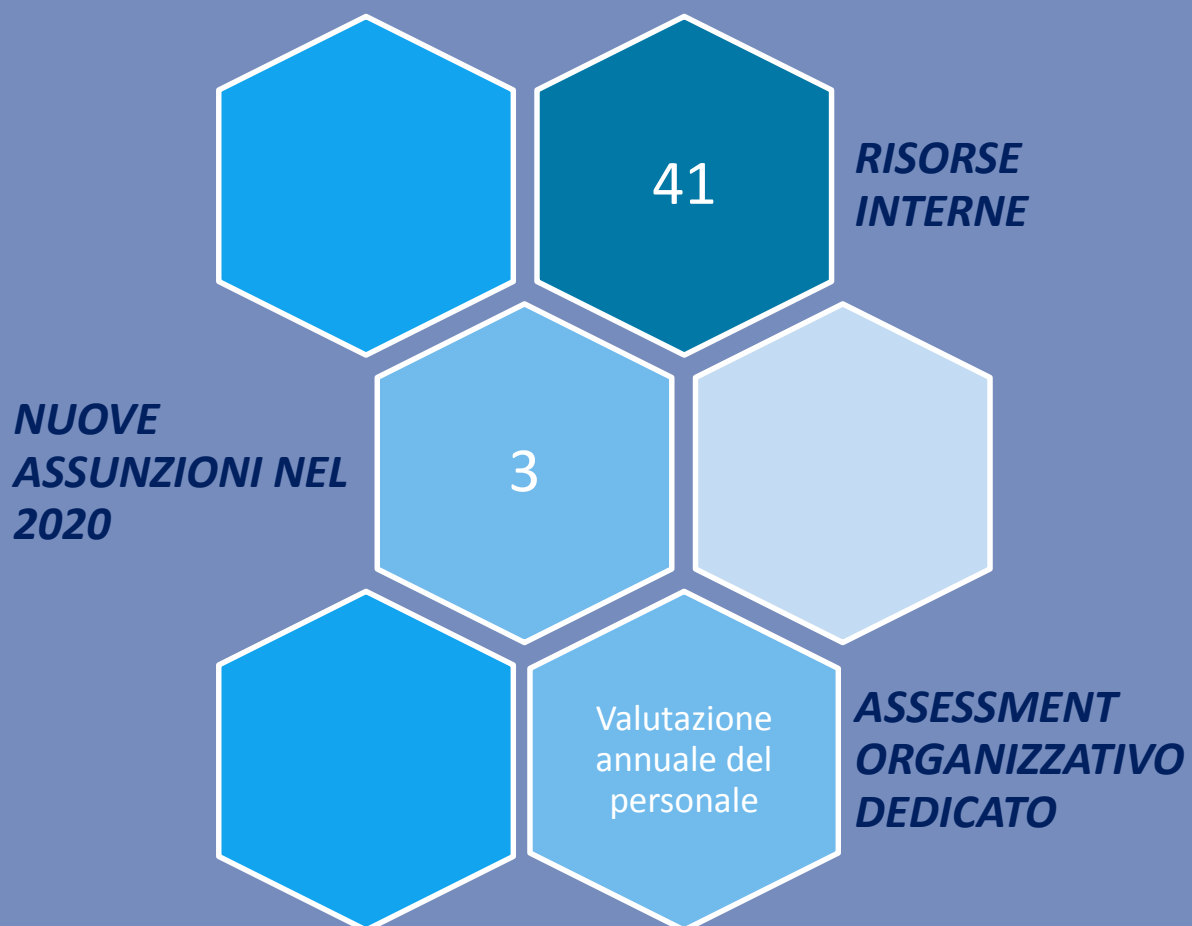 41
RISORSE
INTERNE
NUOVE
ASSUNZIONI NEL
2020
3
Valutazione
annuale del
personale
ASSESSMENT
ORGANIZZATIVO
DEDICATO